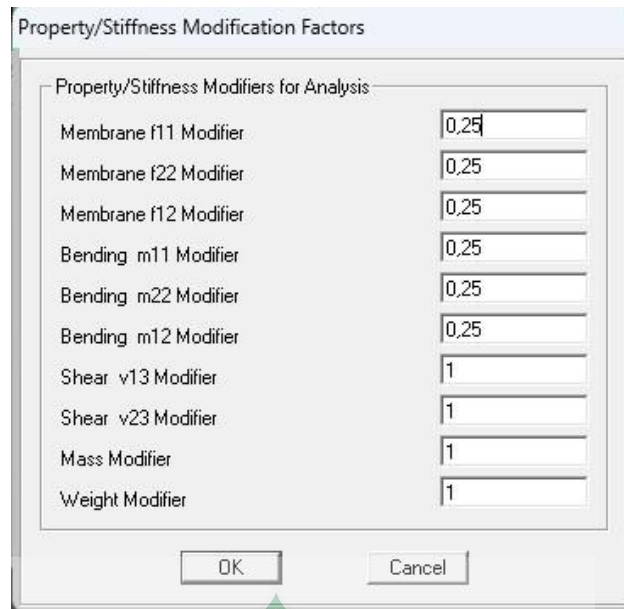 Property/Stiffness Modification Factors
Property/Stiffness Modifiers for Analysis
Membrane f11 Modifier 0,25
Membrane f22 Modifier 0,25
Membrane f12 Modifier 0,25
Bending m11 Modifier 0,25
Bending m22 Modifier 0,25
Bending m12 Modifier 0,25
Shear v13 Modifier 1
Shear v23 Modifier 1
Mass Modifier 1
Weight Modifier 1
OK Cancel